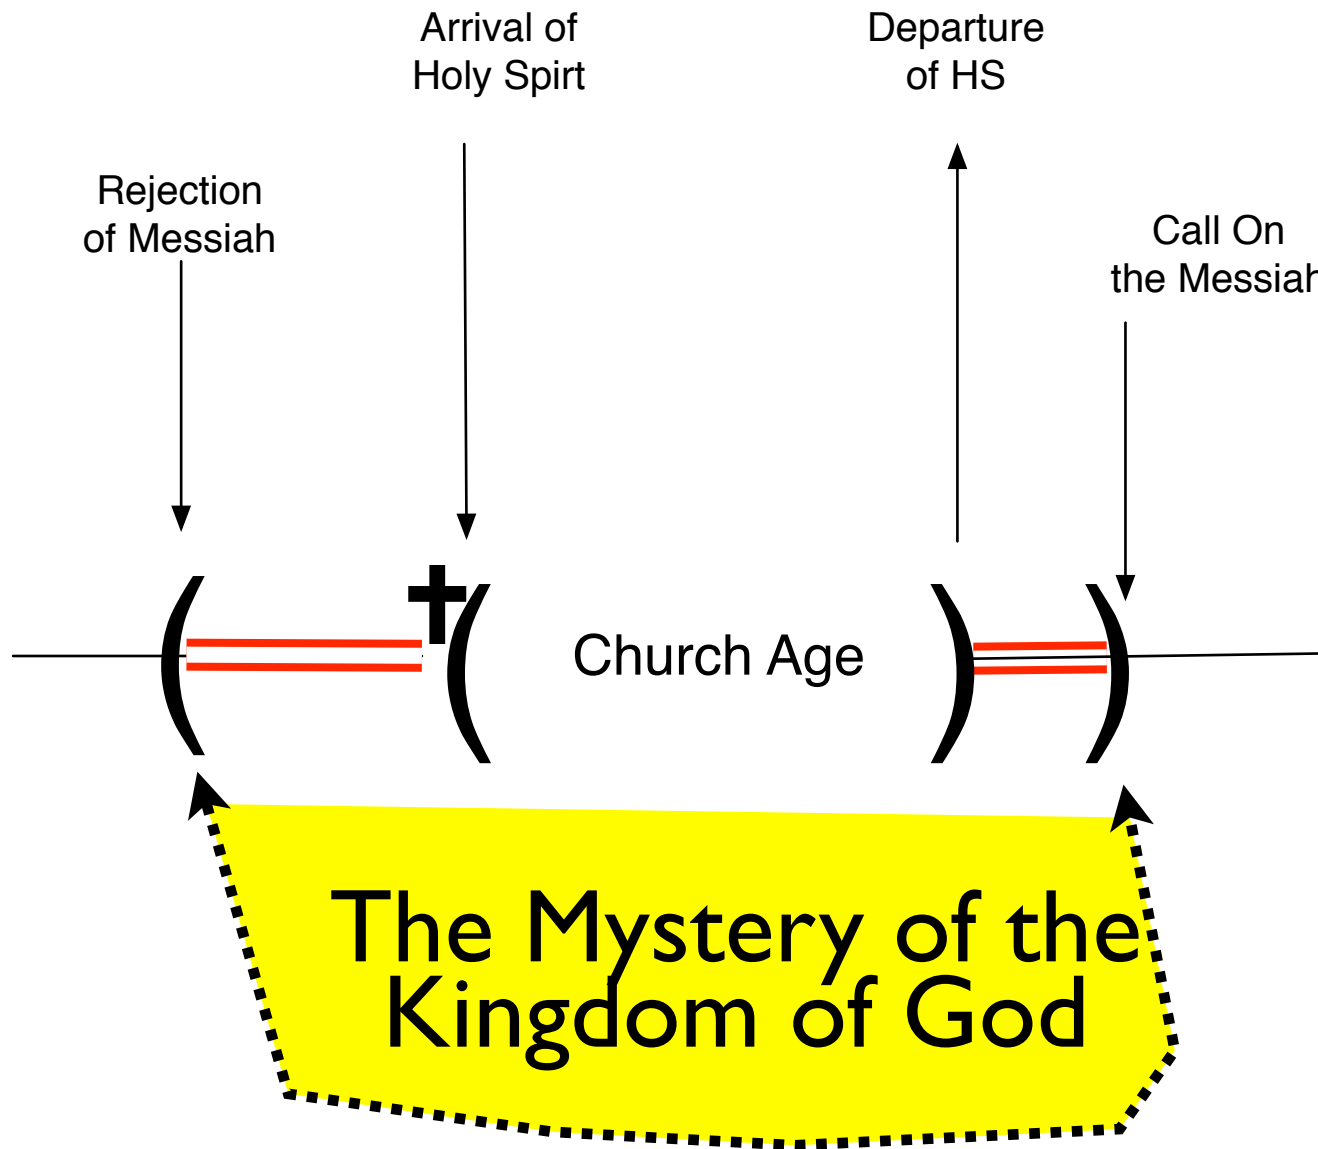 Arrival of
Holy Spirt
Departure
of HS
Rejection
of Messiah
Call On
the Messiah
Church Age
The Mystery of the
Kingdom of God